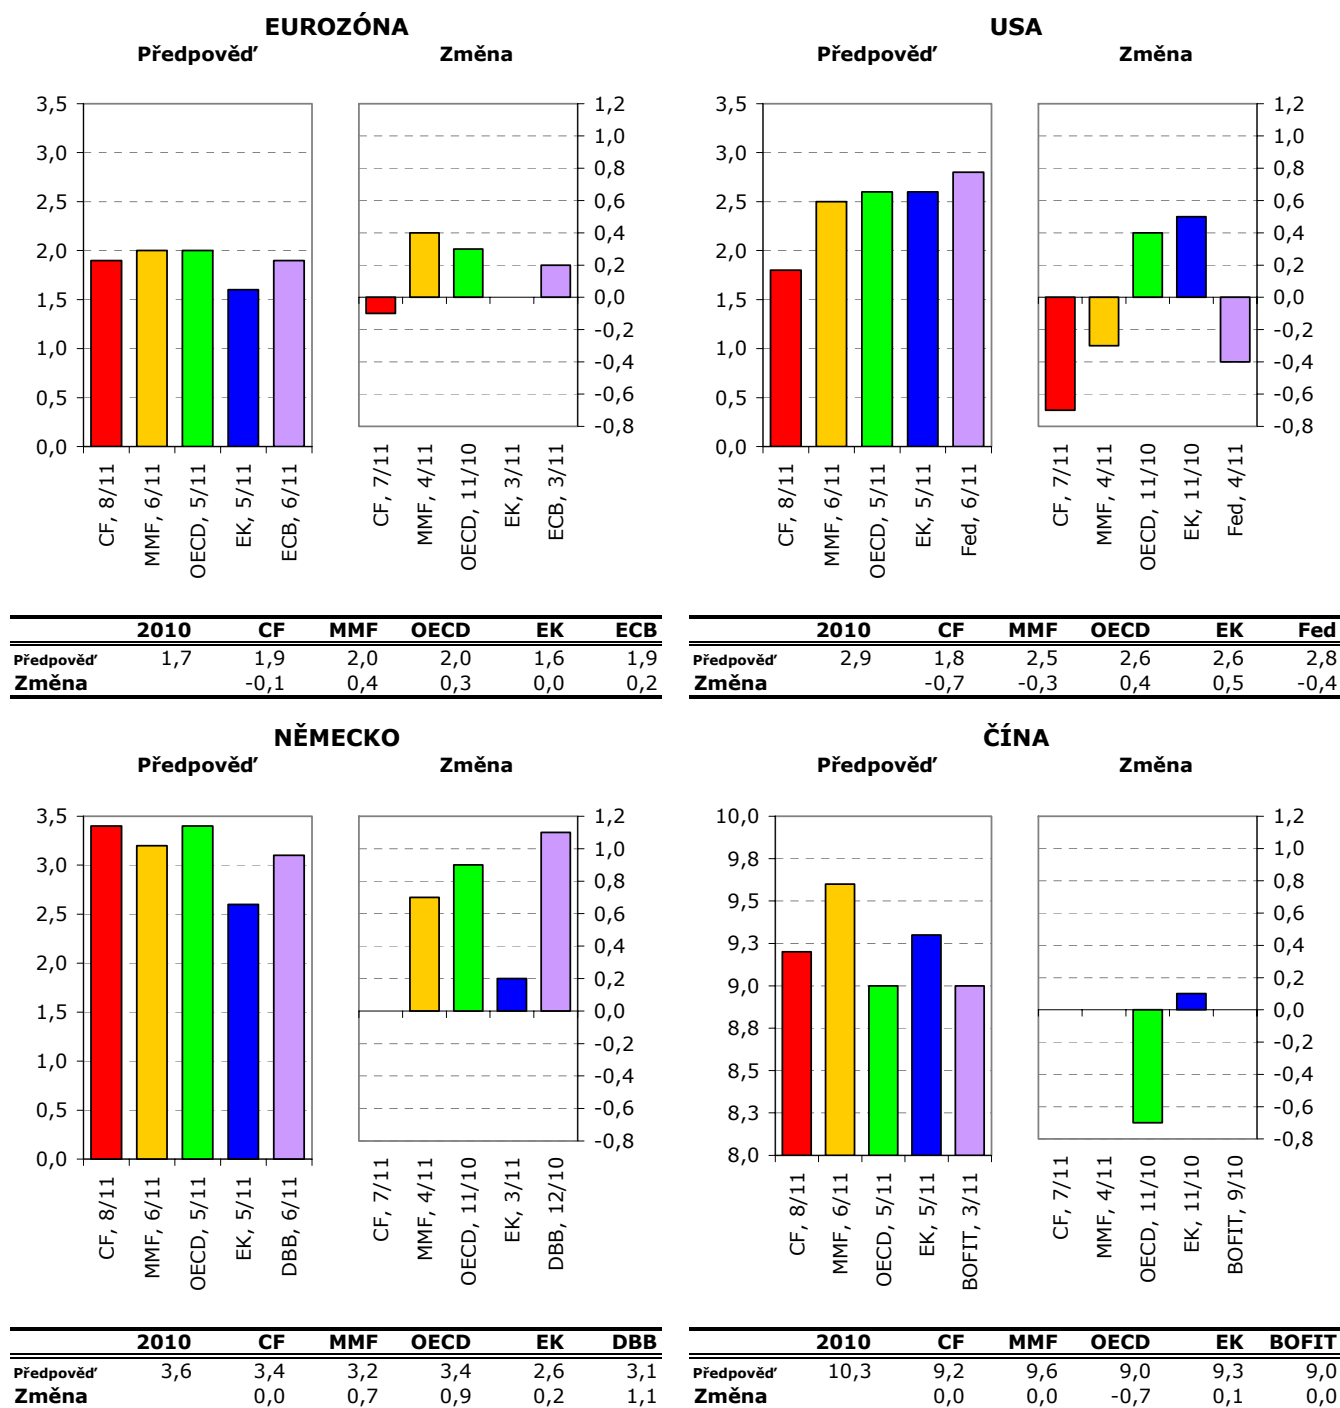 EUROZÓNA
Předpověď Změna
3,5
3,0
2,5
2,0
1,5
1,0
0,5
0,0
1,2
1,0
0,8
0,6
0,4
0,2
0,0
-0,2
-0,4
-0,6
-0,8
CF, 8/11
MMF, 6/11
OECD, 5/11
EK, 5/11
ECB, 6/11
CF, 7/11
MMF, 4/11
OECD, 11/10
EK, 3/11
ECB, 3/11
2010 CF MMF OECD EK ECB
Předpověď 1,7 1,9 2,0 2,0 1,6 1,9
Změna -0,1 0,4 0,3 0,0 0,2
USA
Předpověď Změna
3,5
3,0
2,5
2,0
1,5
1,0
0,5
0,0
1,2
1,0
0,8
0,6
0,4
0,2
0,0
-0,2
-0,4
-0,6
-0,8
CF, 8/11
MMF, 6/11
OECD, 5/11
EK, 5/11
Fed, 6/11
CF, 7/11
MMF, 4/11
OECD, 11/10
EK, 11/10
Fed, 4/11
2010 CF MMF OECD EK Fed
Předpověď 2,9 1,8 2,5 2,6 2,6 2,8
Změna -0,7 -0,3 0,4 0,5 -0,4
NĚMECKO
Předpověď Změna
3,5
3,0
2,5
2,0
1,5
1,0
0,5
0,0
1,2
1,0
0,8
0,6
0,4
0,2
0,0
-0,2
-0,4
-0,6
-0,8
CF, 8/11
MMF, 6/11
OECD, 5/11
EK, 5/11
DBB, 6/11
CF, 7/11
MMF, 4/11
OECD, 11/10
EK, 3/11
DBB, 12/10
2010 CF MMF OECD EK DBB
Předpověď 3,6 3,4 3,2 3,4 2,6 3,1
Změna 0,0 0,7 0,9 0,2 1,1
ČÍNA
Předpověď Změna
10,0
9,8
9,5
9,3
9,0
8,8
8,5
8,3
8,0
1,2
1,0
0,8
0,6
0,4
0,2
0,0
-0,2
-0,4
-0,6
-0,8
CF, 8/11
MMF, 6/11
OECD, 5/11
EK, 5/11
BOFIT, 3/11
CF, 7/11
MMF, 4/11
OECD, 11/10
EK, 11/10
BOFIT, 9/10
2010 CF MMF OECD EK BOFIT
Předpověď 10,3 9,2 9,6 9,0 9,3 9,0
Změna 0,0 0,0 -0,7 0,1 0,0